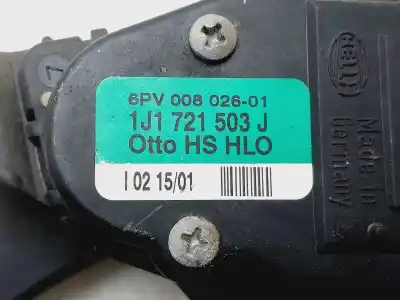 6PV 008 026-01
1J1 721 503 J
Otto HS HLO
I 02 15/01
HELLA
Made in
Germany